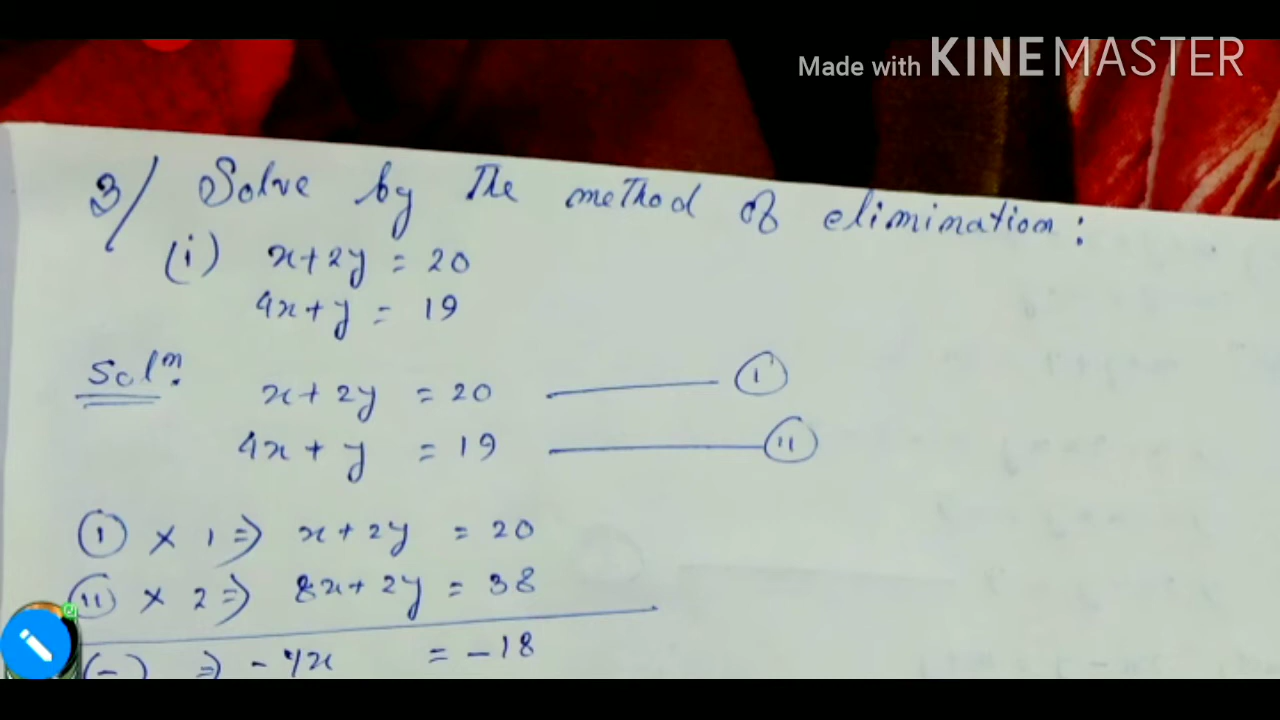 Made with KINEMASTER
3/ Solve by The method of elimination:
(i) x+2y = 20
4x+y = 19
Solⁿ.
x+2y = 20 ——— (I)
4x+y = 19 ——— (II)
(I) × 1 ⇒ x+2y = 20
(II) × 2 ⇒ 8x+2y = 38
(-) ⇒ -7x = -18